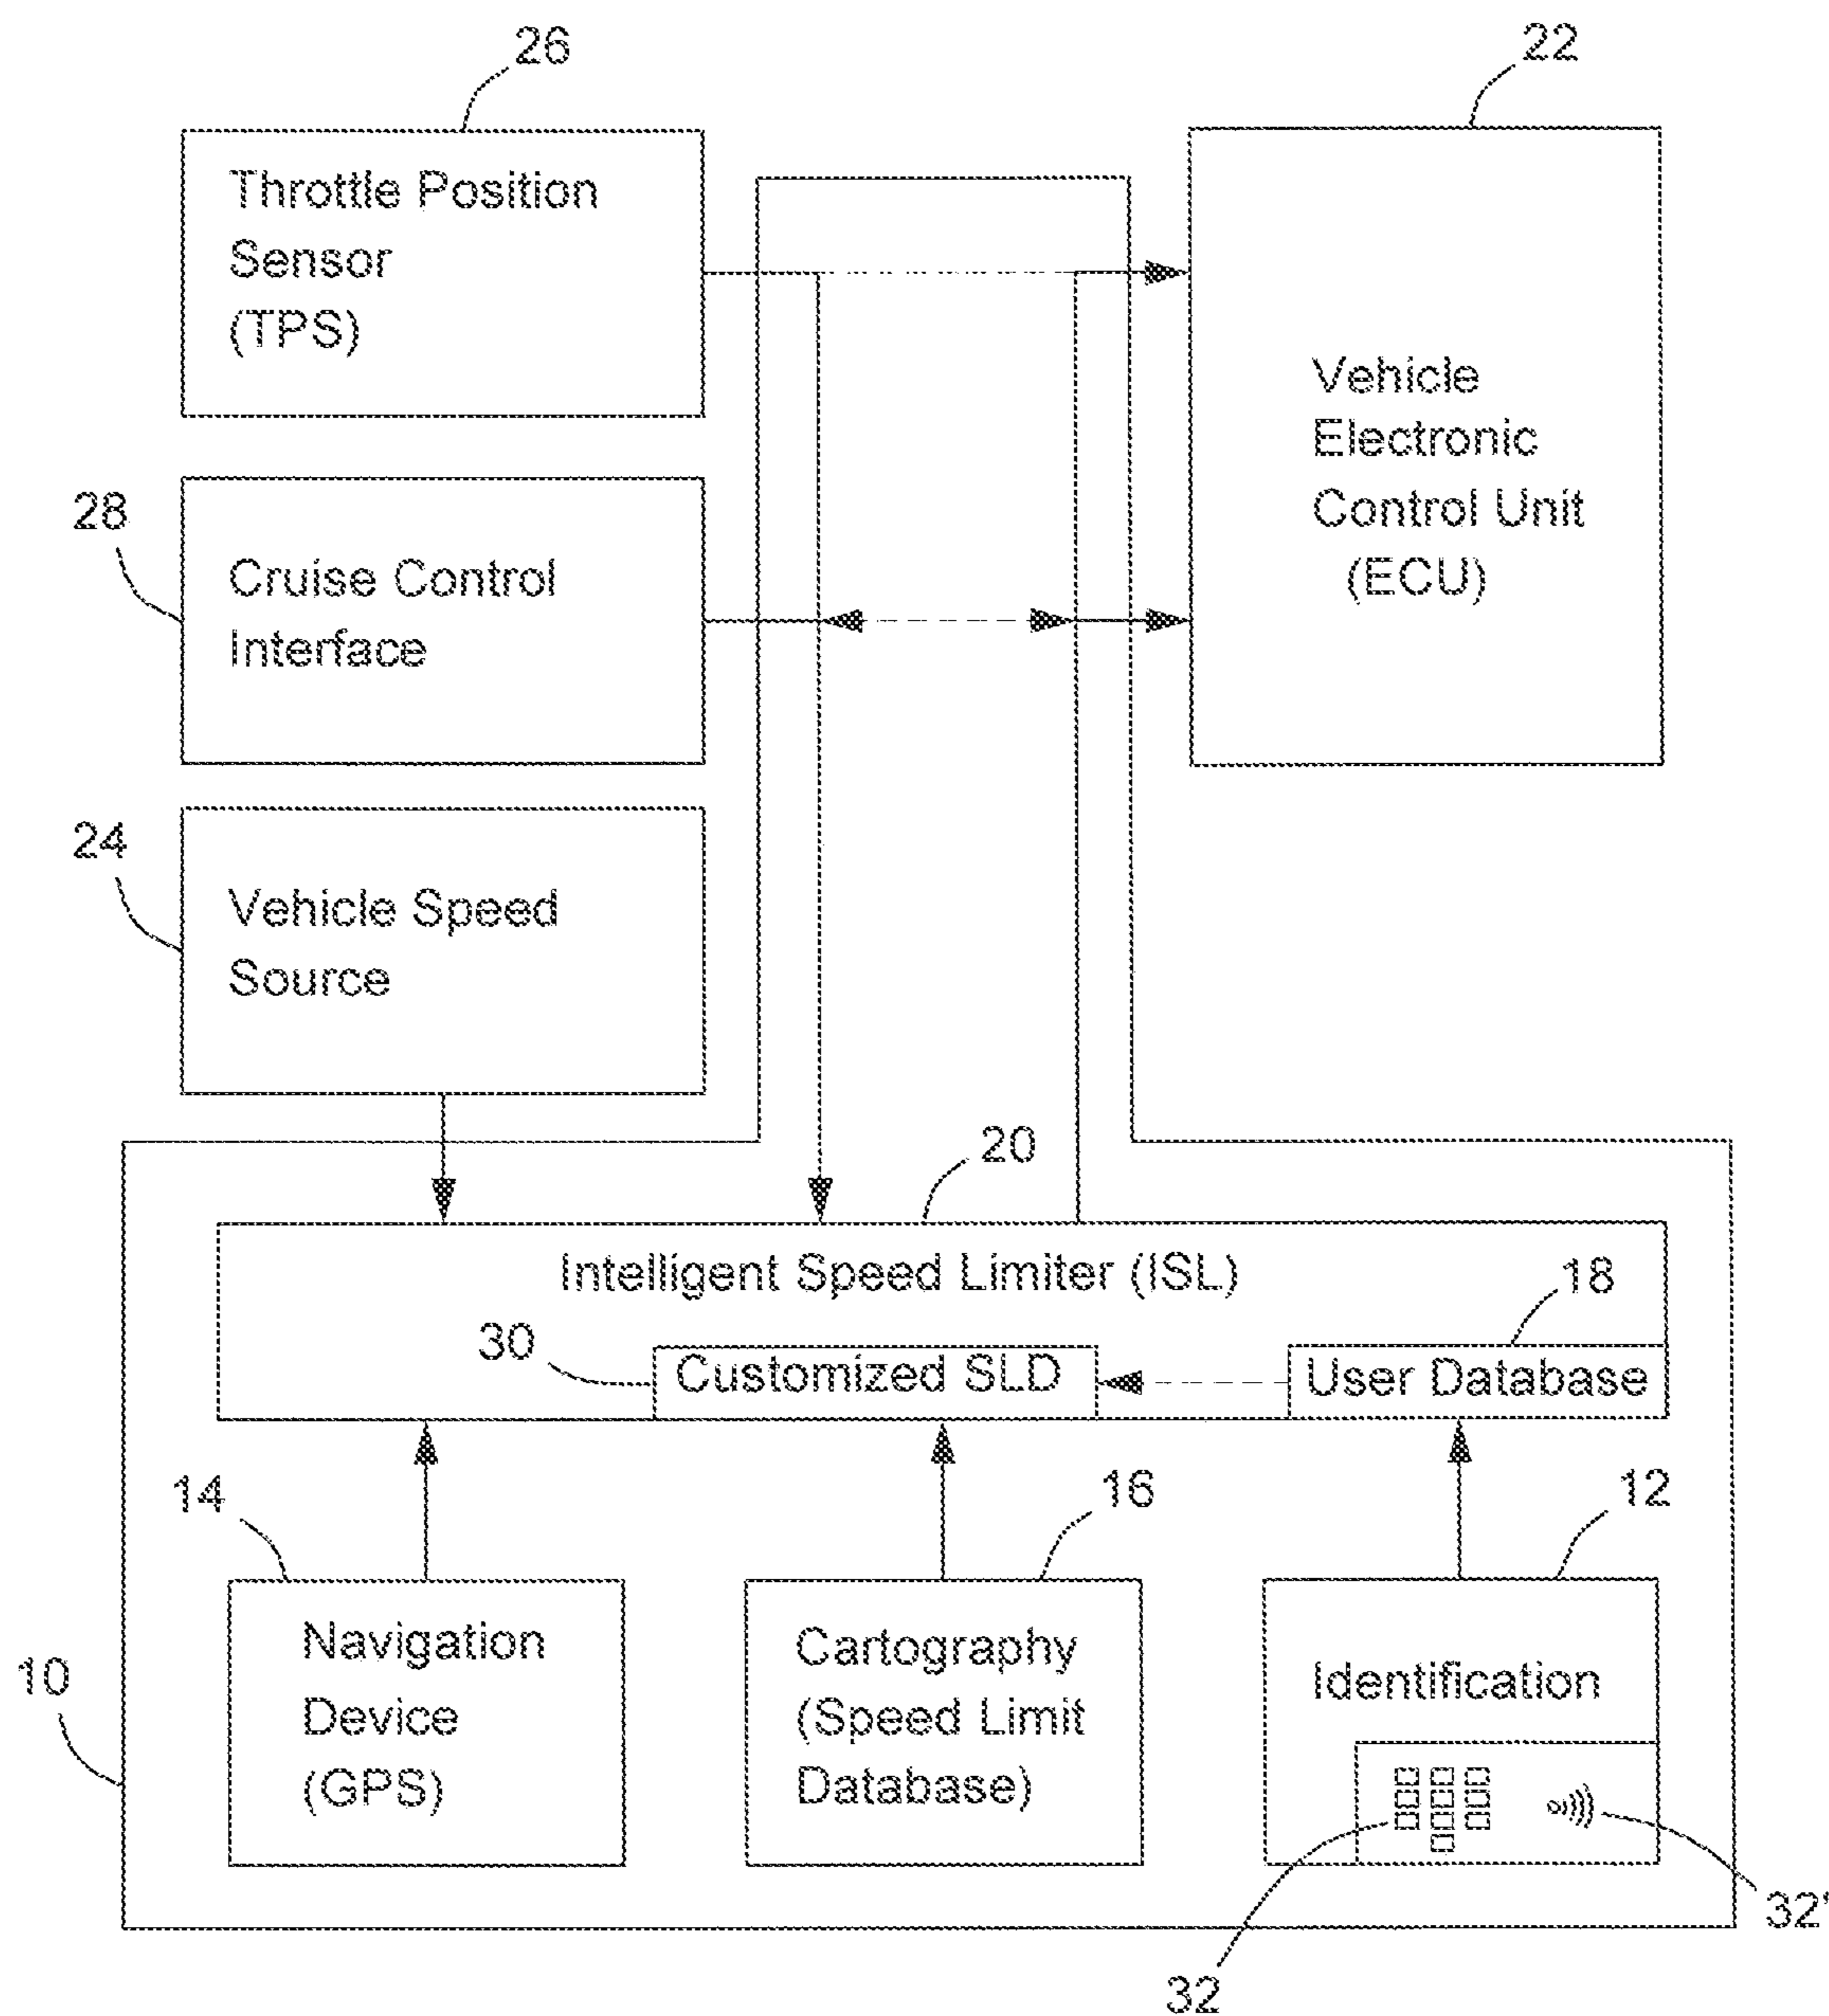 26
22
Throttle Position
Sensor
(TPS)
Vehicle
Electronic
Control Unit
(ECU)
28
Cruise Control
Interface
24
Vehicle Speed
Source
20
Intelligent Speed Limiter (ISL)
18
30
Customized SLD
User Database
14
16
12
Navigation
Device
(GPS)
Cartography
(Speed Limit
Database)
Identification
10
32
32'